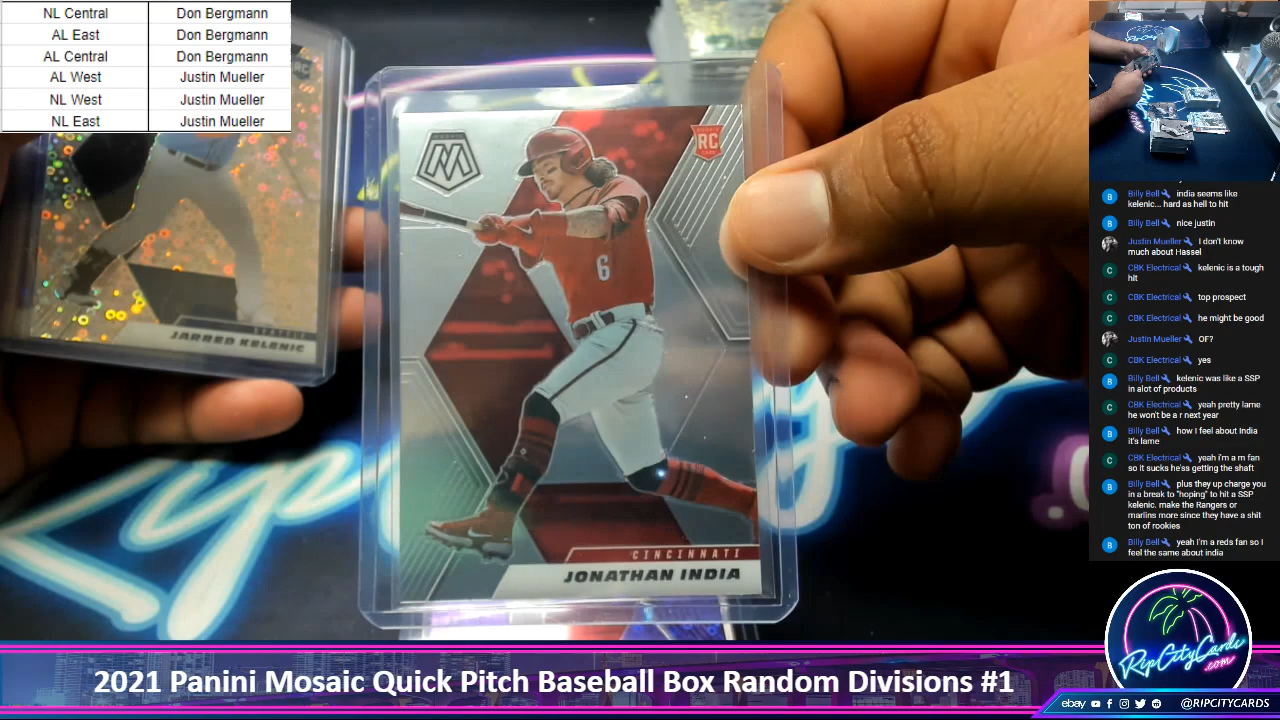 NL Central Don Bergmann
AL East Don Bergmann
AL Central Don Bergmann
AL West Justin Mueller
NL West Justin Mueller
NL East Justin Mueller
RC
SEATTLE
JARRED KELENIC
MOSAIC
M
ROOKIE
RC
CARD
6
CINCINNATI
JONATHAN INDIA
B Billy Bell india seems like
kelenic... hard as hell to hit
B Billy Bell nice justin
Justin Mueller I don't know
much about Hassel
C CBK Electrical kelenic is a tough
hit
C CBK Electrical top prospect
C CBK Electrical he might be good
Justin Mueller OF?
C CBK Electrical yes
B Billy Bell kelenic was like a SSP
in alot of products
C CBK Electrical yeah pretty lame
he won't be a r next year
B Billy Bell how I feel about India
it's lame
C CBK Electrical yeah i'm a m fan
so it sucks he'ss getting the shaft
B Billy Bell plus they up charge you
in a break to "hoping" to hit a SSP
kelenic. make the Rangers or
marlins more since they have a shit
ton of rookies
B Billy Bell yeah I'm a reds fan so I
feel the same about india
RipCityCards
.com
2021 Panini Mosaic Quick Pitch Baseball Box Random Divisions #1
ebay @RIPCITYCARDS